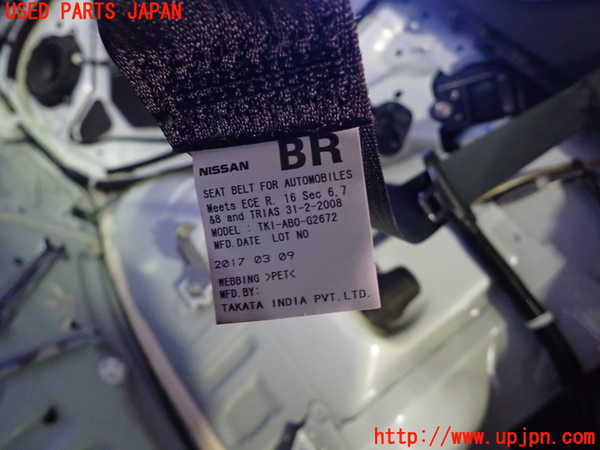 USED PARTS JAPAN
NISSAN BR
SEAT BELT FOR AUTOMOBILES
Meets ECE R. 16 Sec 6,7
&8 and TRIAS 31-2-2008
MODEL : TK1-AB0-G2672
MFD.DATE LOT NO
2017 03 09
WEBBING >PET<
MFD.BY:
TAKATA INDIA PVT.LTD.
http://www.upjpn.com/